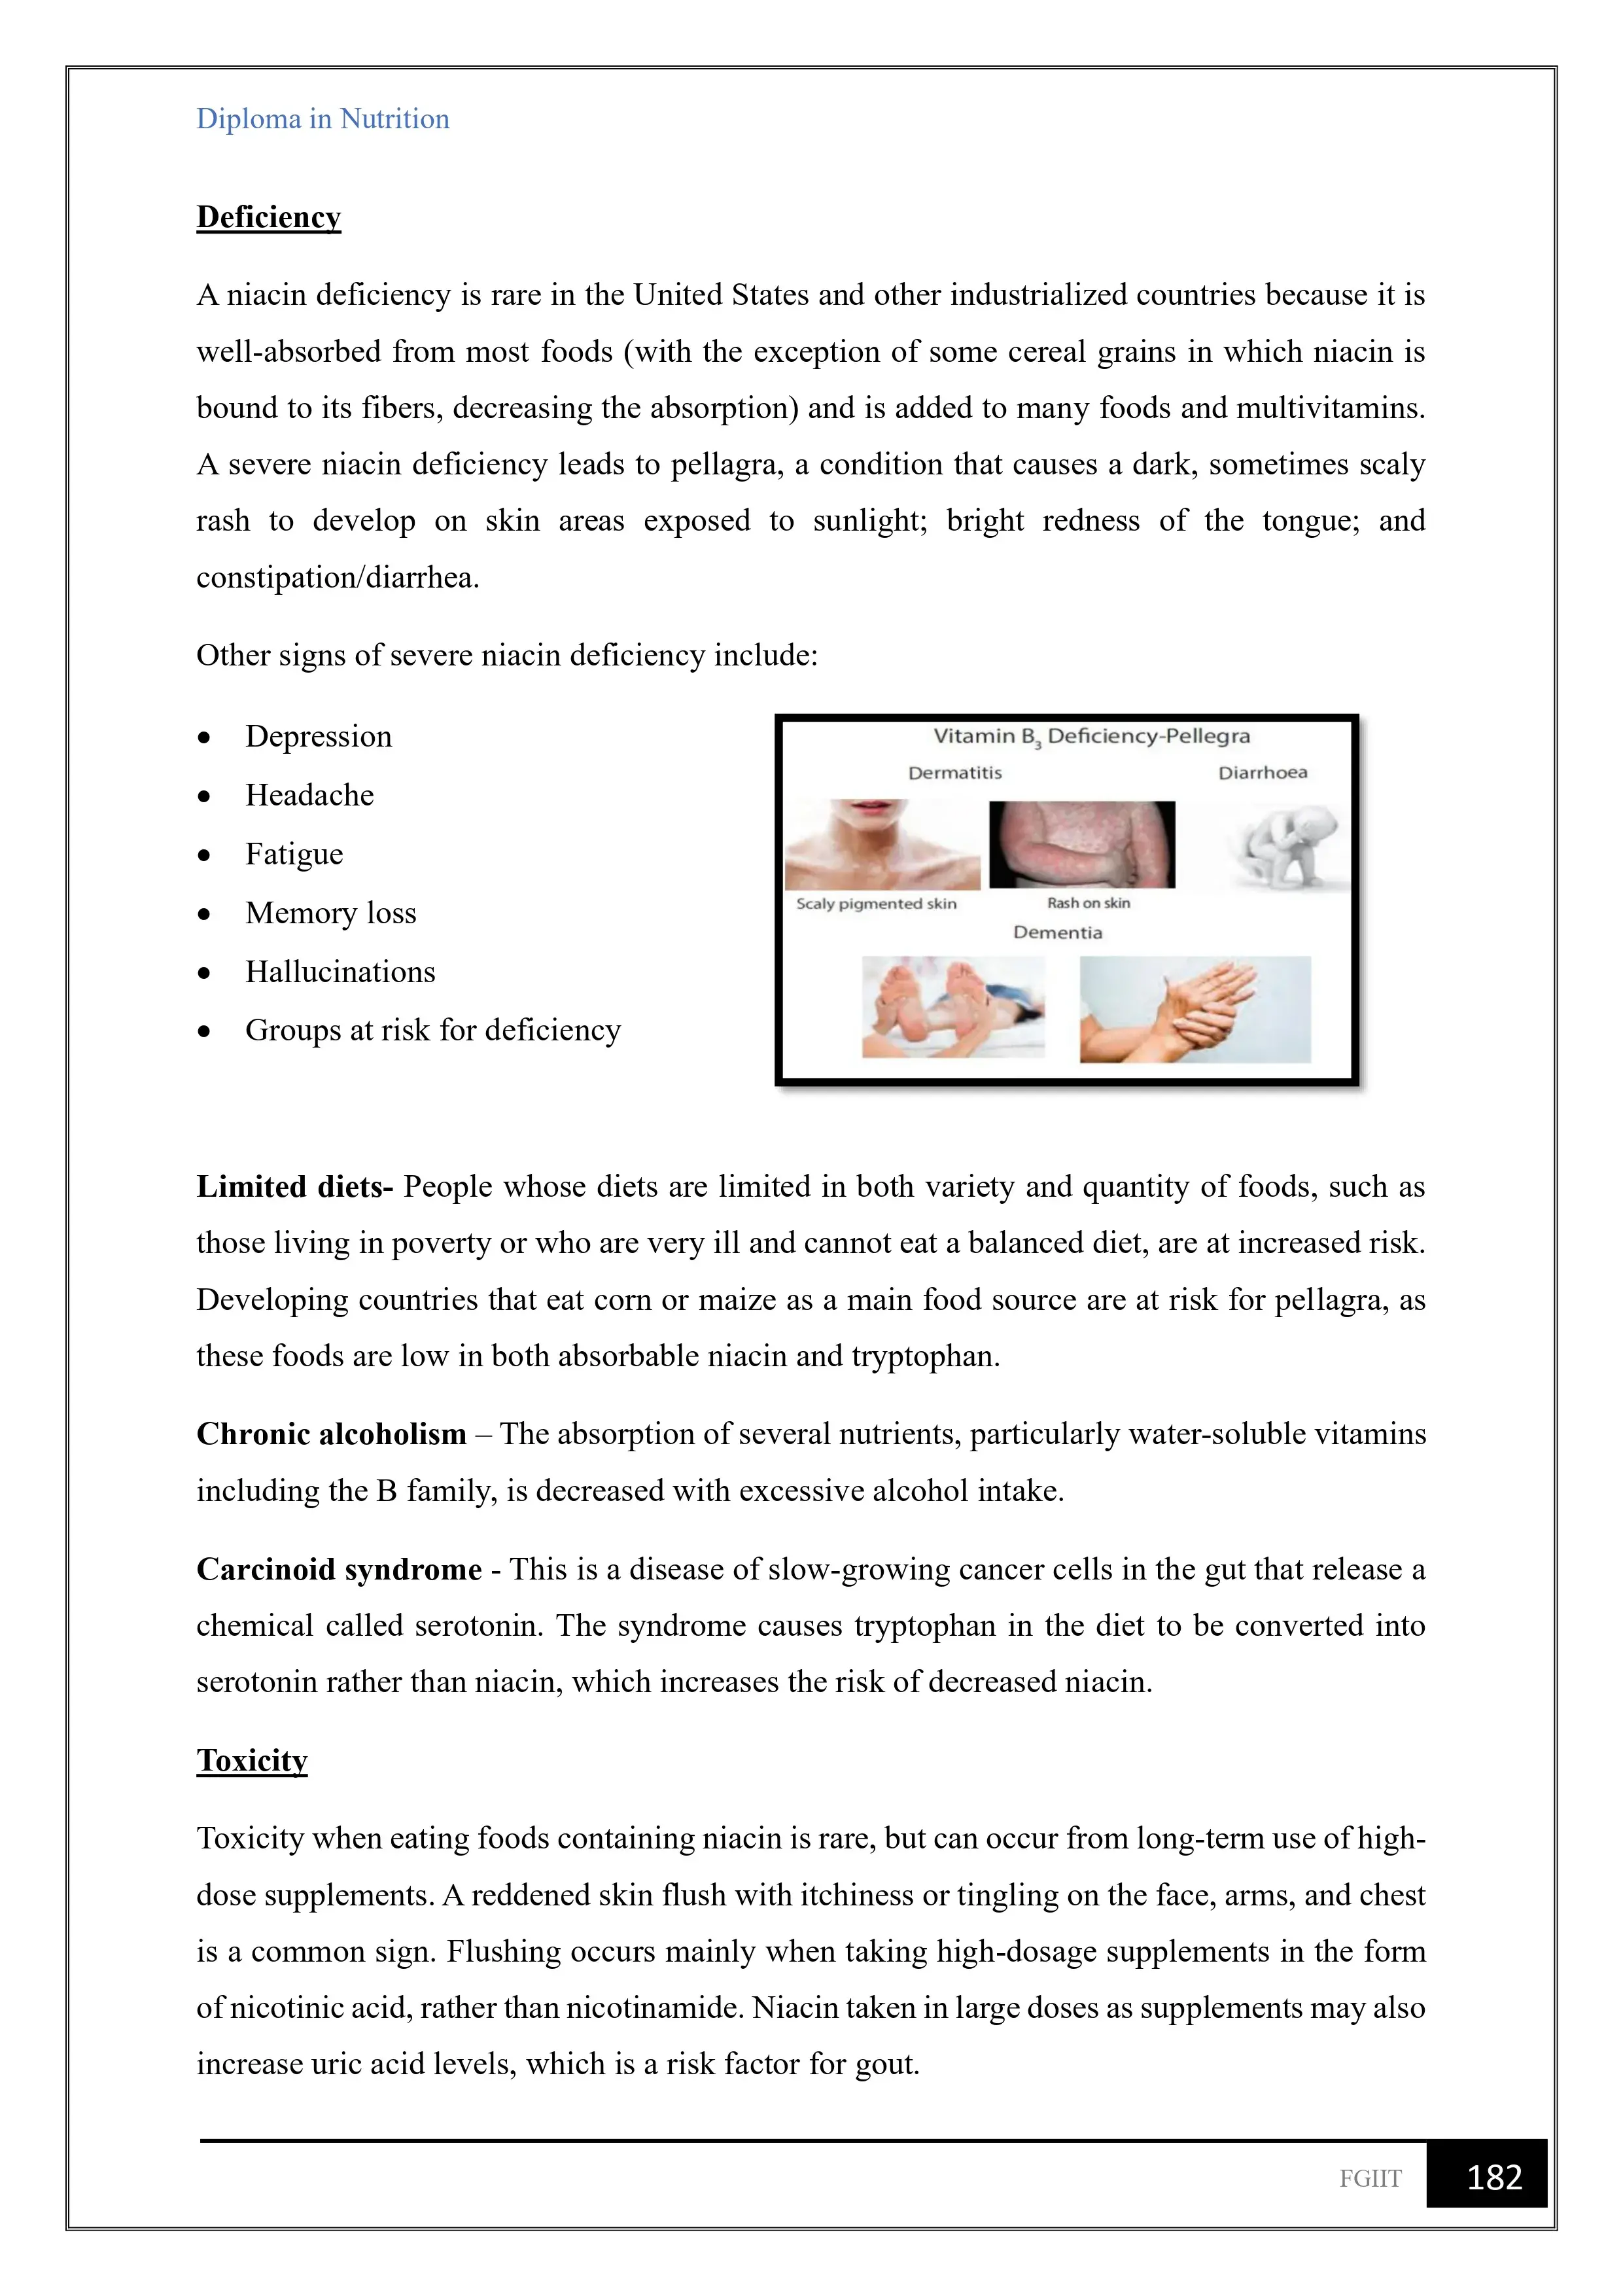 Diploma in Nutrition
Deficiency
A niacin deficiency is rare in the United States and other industrialized countries because it is
well-absorbed from most foods (with the exception of some cereal grains in which niacin is
bound to its fibers, decreasing the absorption) and is added to many foods and multivitamins.
A severe niacin deficiency leads to pellagra, a condition that causes a dark, sometimes scaly
rash to develop on skin areas exposed to sunlight; bright redness of the tongue; and
constipation/diarrhea.
Other signs of severe niacin deficiency include:
• Depression
• Headache
• Fatigue
• Memory loss
• Hallucinations
• Groups at risk for deficiency
Vitamin B3 Deficiency-Pellegra
Dermatitis Diarrhoea
Scaly pigmented skin Rash on skin
Dementia
Limited diets- People whose diets are limited in both variety and quantity of foods, such as
those living in poverty or who are very ill and cannot eat a balanced diet, are at increased risk.
Developing countries that eat corn or maize as a main food source are at risk for pellagra, as
these foods are low in both absorbable niacin and tryptophan.
Chronic alcoholism – The absorption of several nutrients, particularly water-soluble vitamins
including the B family, is decreased with excessive alcohol intake.
Carcinoid syndrome - This is a disease of slow-growing cancer cells in the gut that release a
chemical called serotonin. The syndrome causes tryptophan in the diet to be converted into
serotonin rather than niacin, which increases the risk of decreased niacin.
Toxicity
Toxicity when eating foods containing niacin is rare, but can occur from long-term use of high-
dose supplements. A reddened skin flush with itchiness or tingling on the face, arms, and chest
is a common sign. Flushing occurs mainly when taking high-dosage supplements in the form
of nicotinic acid, rather than nicotinamide. Niacin taken in large doses as supplements may also
increase uric acid levels, which is a risk factor for gout.
FGIIT 182